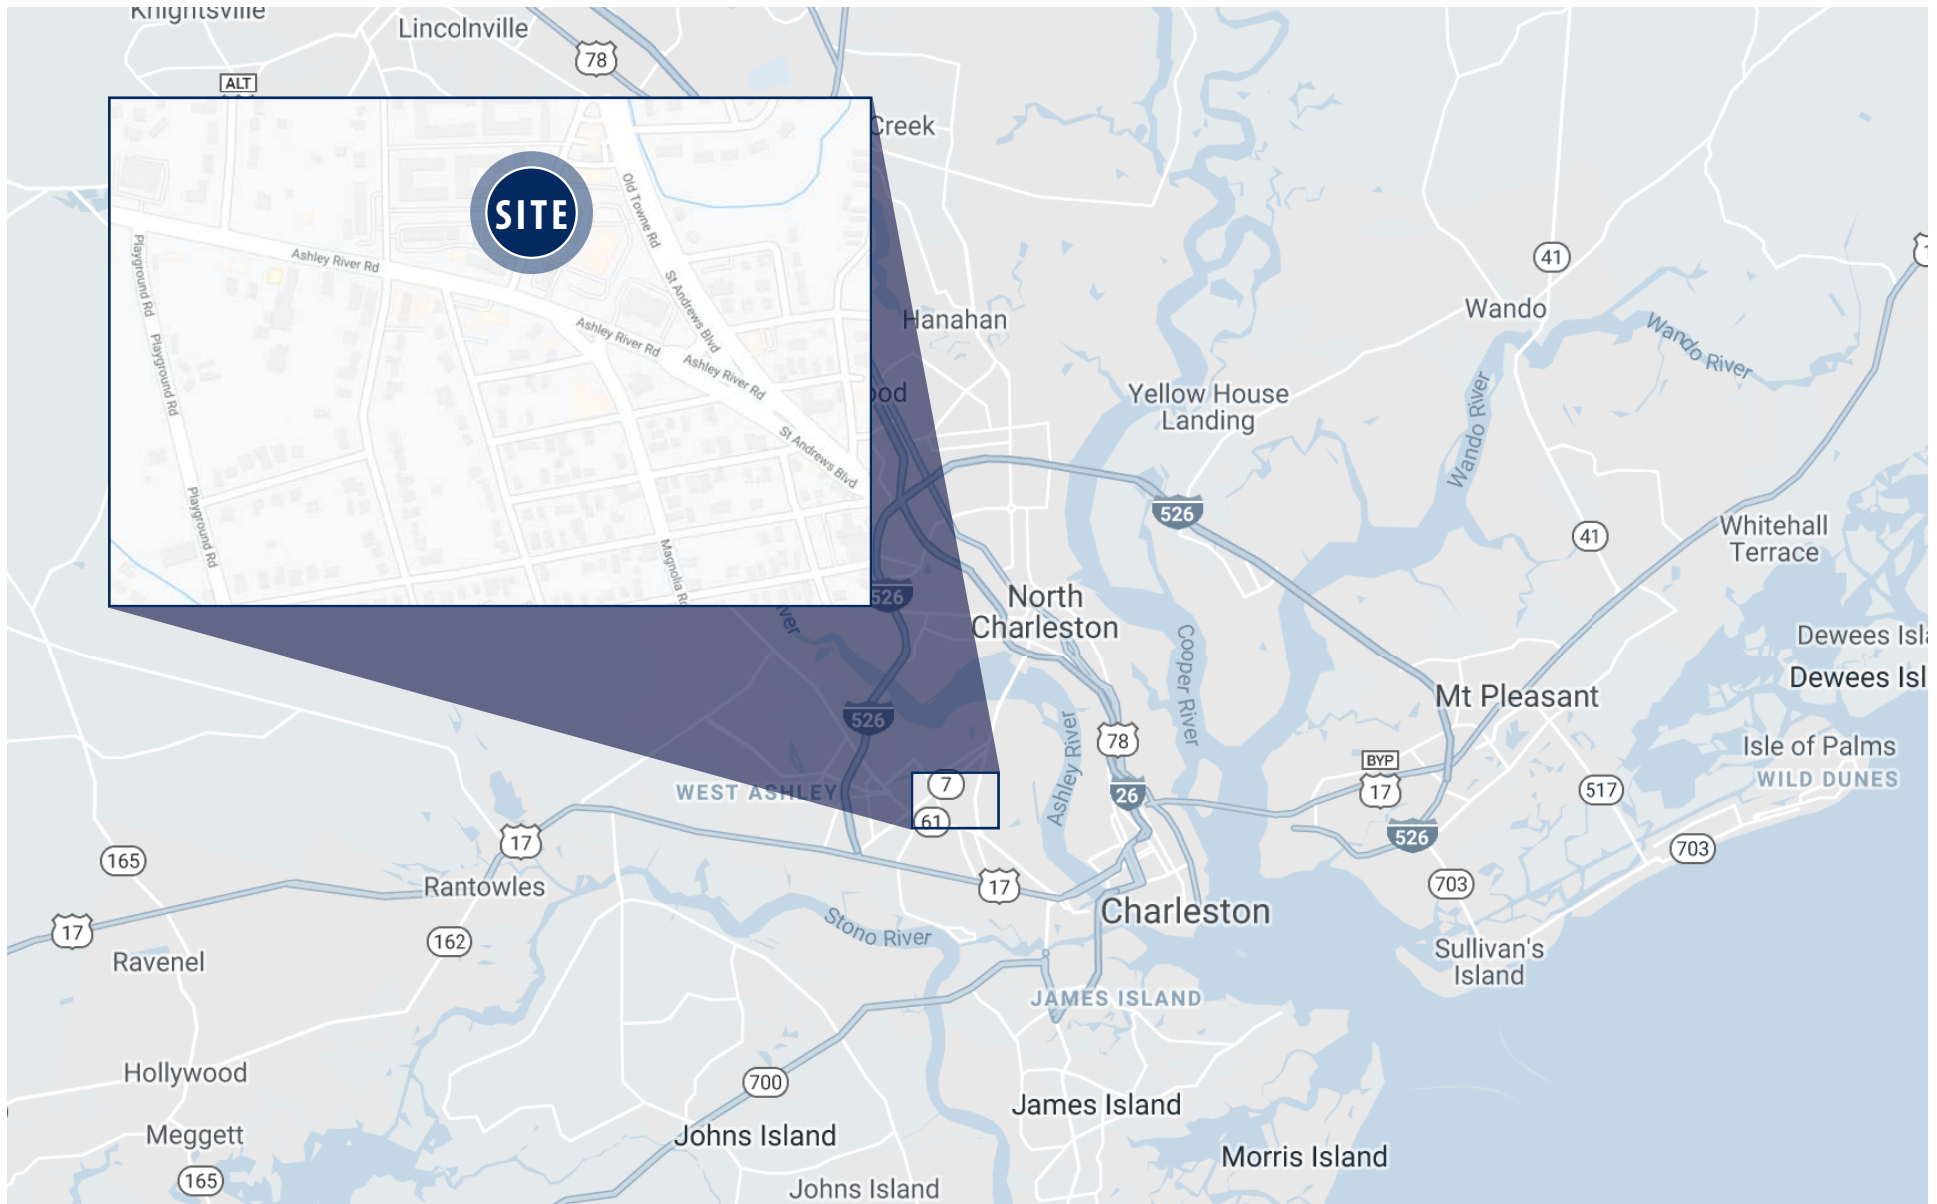 Knightsville
Lincolnville
78
ALT
Creek
SITE
Old Towne Rd
Ashley River Rd
Playground Rd
St Andrews Blvd
Ashley River Rd
Playground Rd
Ashley River Rd
St Andrews Blvd
Playground Rd
Magnolia Rd
41
Wando
Wando River
Hanahan
Yellow House
Landing
Wando River
526
41
Whitehall
Terrace
526
North
Charleston
Cooper River
Dewees Isl
Dewees Isl
Mt Pleasant
526
Ashley River
78
BYP
17
Isle of Palms
WILD DUNES
WEST ASHLEY
7
61
26
517
526
703
703
17
165
Rantowles
17
Charleston
17
162
Stono River
Ravenel
Sullivan's
Island
JAMES ISLAND
Hollywood
700
James Island
Meggett
Johns Island
Morris Island
165
Johns Island